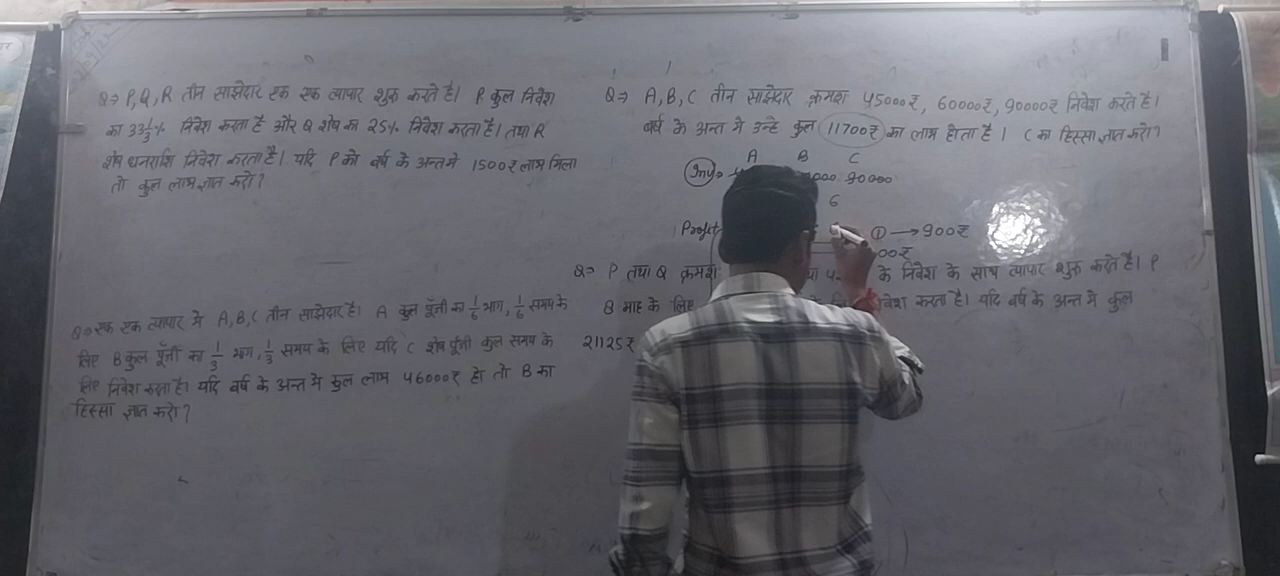 Q⇒ P,Q,R तीन साझेदार एक एक व्यापार शुरू करते है। P कुल निवेश
का 33⅓% निवेश करता है और Q शेष का 25% निवेश करता है। तथा R
शेष धनराशि निवेश करता है। यदि P को वर्ष के अन्त मे 1500₹ लाभ मिला
तो कुल लाभ ज्ञात करो?
Q⇒ एक एक व्यापार मे A,B,C तीन साझेदार है। A कुल पूँजी का 1/6 भाग, 1/6 समय के
लिए B कुल पूँजी का 1/3 भाग, 1/3 समय के लिए यदि C शेष पूँजी कुल समय के
लिए निवेश करता है। यदि वर्ष के अन्त मे कुल लाभ 46000₹ हो तो B का
हिस्सा ज्ञात करो?
Q⇒ A,B,C तीन साझेदार क्रमश 45000₹, 60000₹, 90000₹ निवेश करते है।
वर्ष के अन्त मे उन्हे कुल 11700₹ का लाभ होता है। C का हिस्सा ज्ञात करो?
A B C
Inv⇒ 000 90000
6
Profit ① → 900₹
00₹
Q⇒ P तथा Q क्रमश के निवेश के साथ व्यापार शुरू करते है। P
8 माह के लिए निवेश करता है। यदि वर्ष के अन्त मे कुल
21125₹